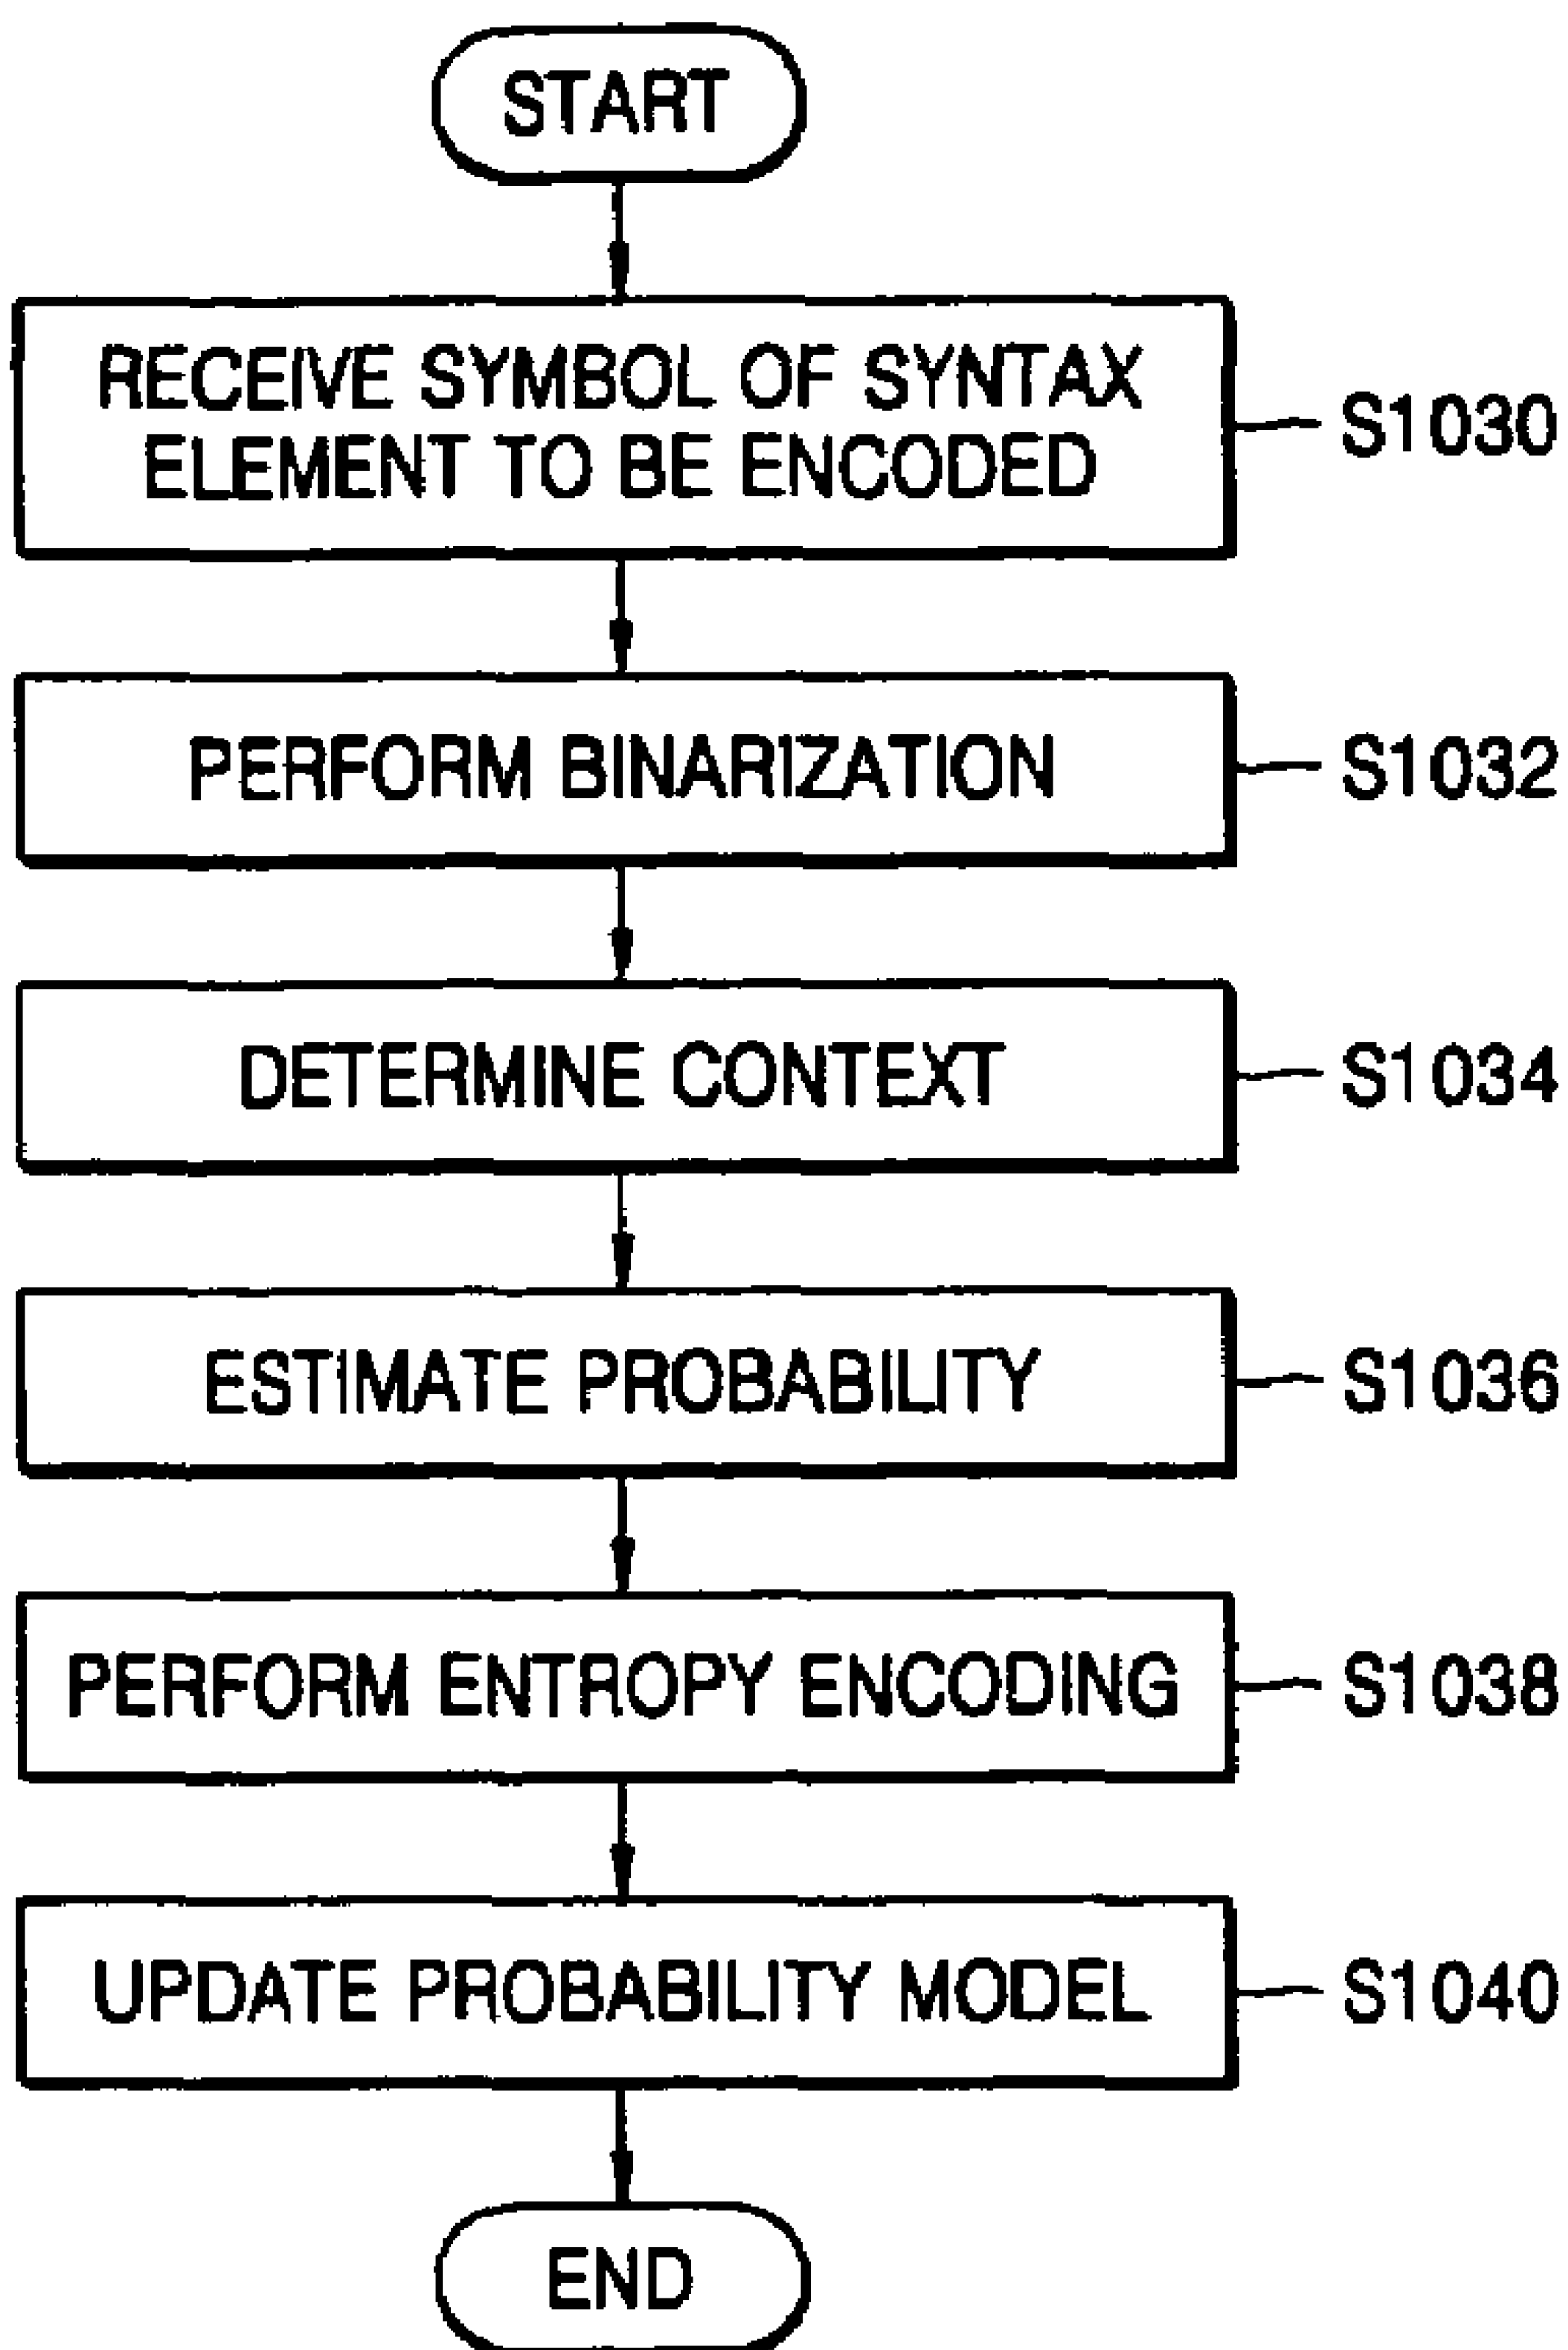 START
RECEIVE SYMBOL OF SYNTAX
ELEMENT TO BE ENCODED
S1030
PERFORM BINARIZATION
S1032
DETERMINE CONTEXT
S1034
ESTIMATE PROBABILITY
S1036
PERFORM ENTROPY ENCODING
S1038
UPDATE PROBABILITY MODEL
S1040
END